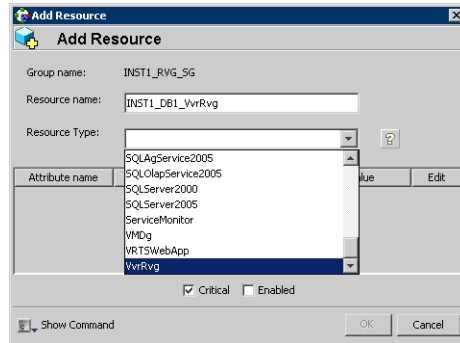 Add Resource
Add Resource
Group name: INST1_RVG_SG
Resource name: INST1_DB1_VvrRvg
Resource Type:
Attribute name alue Edit
SQLAgService2005
SQLOlapService2005
SQLServer2000
SQLServer2005
ServiceMonitor
VMDg
VRTSWebApp
VvrRvg
Critical Enabled
Show Command OK Cancel